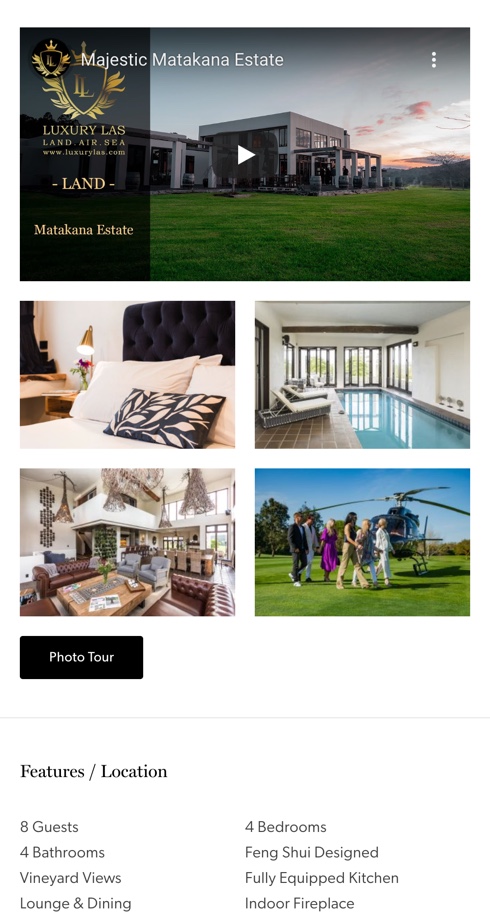 Majestic Matakana Estate
LL
LUXURY LAS
LAND.AIR.SEA
www.luxurylas.com
- LAND -
Matakana Estate
Photo Tour
Features / Location
8 Guests
4 Bedrooms
4 Bathrooms
Feng Shui Designed
Vineyard Views
Fully Equipped Kitchen
Lounge & Dining
Indoor Fireplace